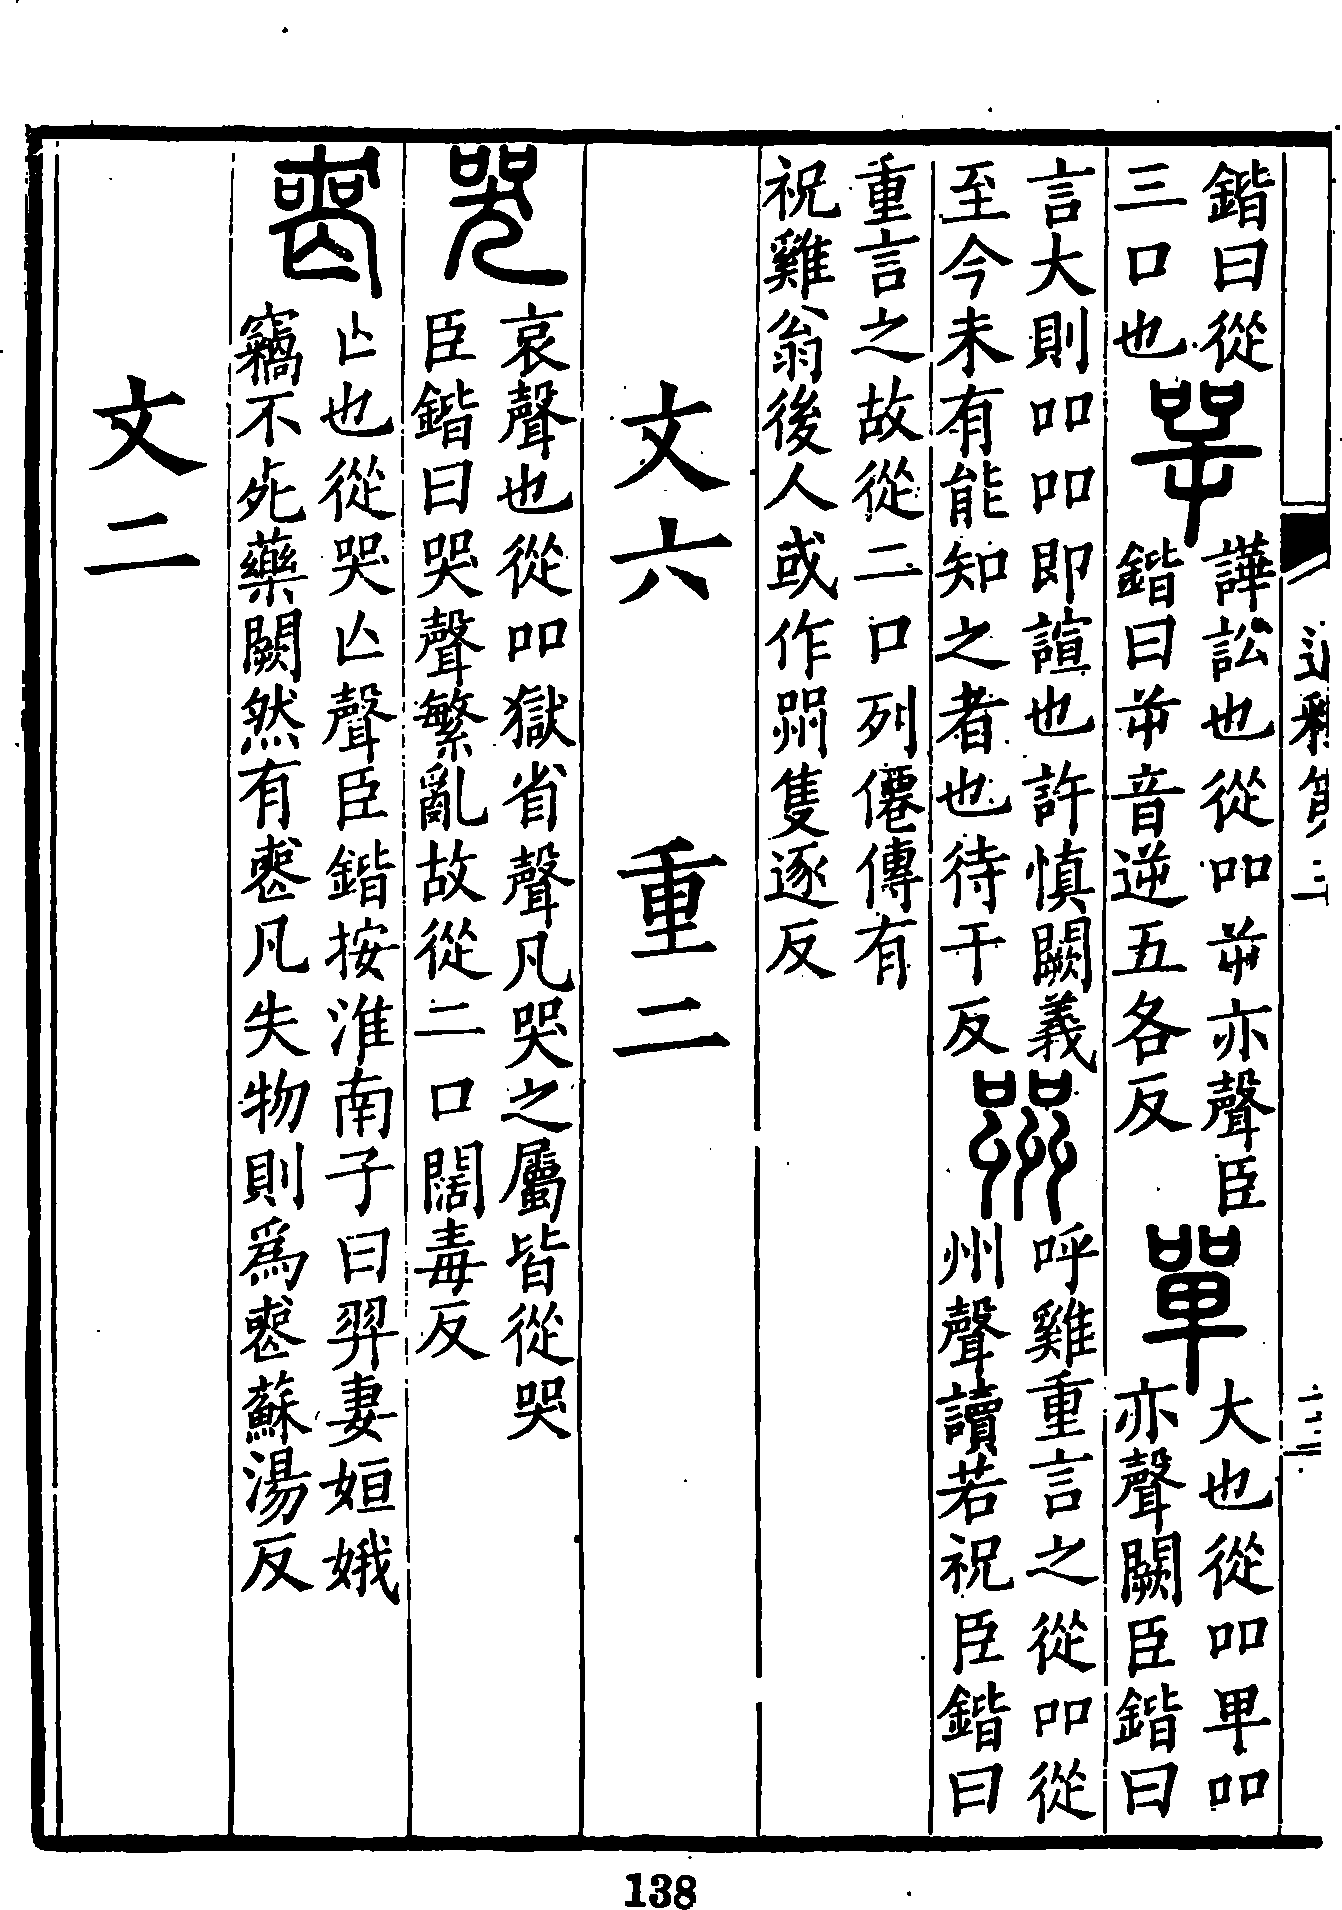 鍇曰從
三口也
咢
譁訟也從吅屰亦聲臣
鍇曰屰音逆五各反
單
大也從吅甲吅
亦聲闕臣鍇曰
言大則吅吅即諠也許慎闕義
至今未有能知之者也待干反
喌
呼雞重言之從吅從
州聲讀若祝臣鍇曰
重言之故從二口列僊傳有
祝雞翁後人或作喌隻逐反
文六 重二
哭
哀聲也從吅獄省聲凡哭之屬皆從哭
臣鍇曰哭聲繁亂故從二口闊毒反
喪
亾也從哭亾聲臣鍇按淮南子曰羿妻姮娥
竊不死藥闕然有喪凡失物則爲喪蘇湯反
文二
通釋第三
138